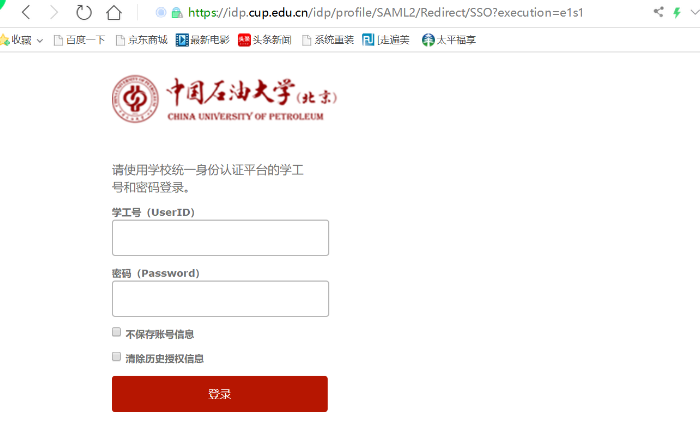 https://idp.cup.edu.cn/idp/profile/SAML2/Redirect/SSO?execution=e1s1
收藏 百度一下 京东商城 最新电影 头条 头条新闻 系统重装 |走遍美 太平福享
中国石油大学(北京)
CHINA UNIVERSITY OF PETROLEUM
请使用学校统一身份认证平台的学工
号和密码登录。
学工号（UserID）
密码（Password）
不保存账号信息
清除历史授权信息
登录